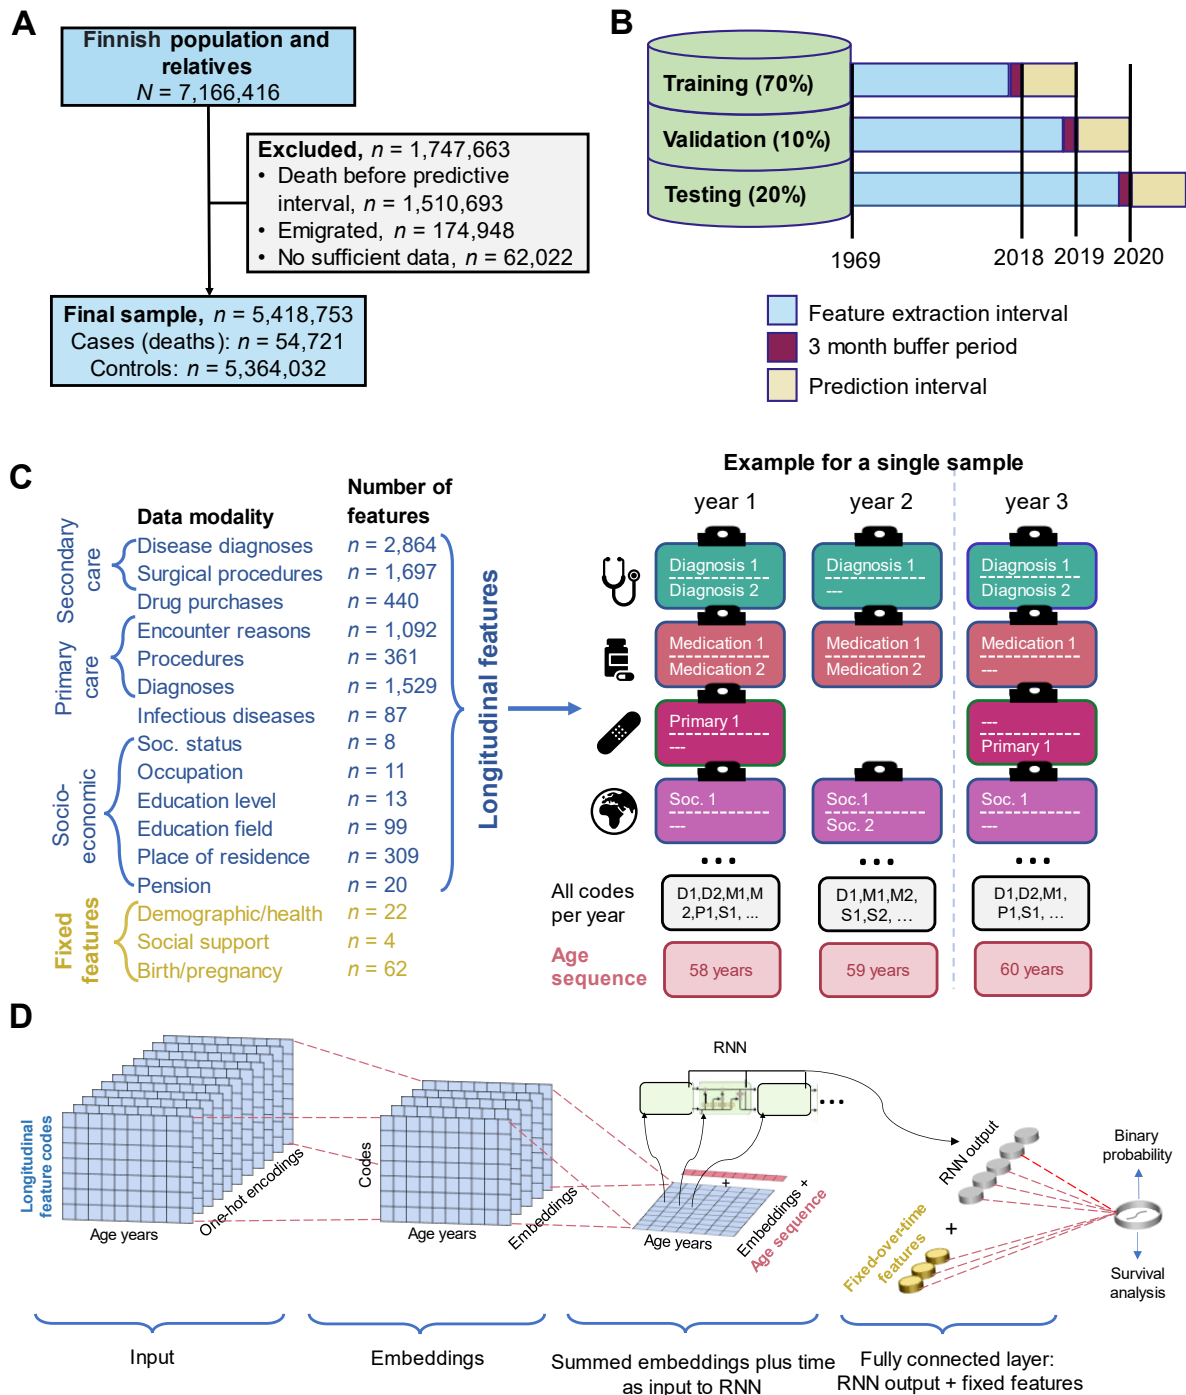 A
Finnish population and
relatives
N = 7,166,416
Excluded, n = 1,747,663
• Death before predictive
interval, n = 1,510,693
• Emigrated, n = 174,948
• No sufficient data, n = 62,022
Final sample, n = 5,418,753
Cases (deaths): n = 54,721
Controls: n = 5,364,032
B
Training (70%)
Validation (10%)
Testing (20%)
1969
2018
2019
2020
Feature extraction interval
3 month buffer period
Prediction interval
C
Data modality
Number of
features
Secondary
care
Disease diagnoses n = 2,864
Surgical procedures n = 1,697
Drug purchases n = 440
Primary
care
Encounter reasons n = 1,092
Procedures n = 361
Diagnoses n = 1,529
Infectious diseases n = 87
Socio-
economic
Soc. status n = 8
Occupation n = 11
Education level n = 13
Education field n = 99
Place of residence n = 309
Pension n = 20
Fixed
features
Demographic/health n = 22
Social support n = 4
Birth/pregnancy n = 62
Longitudinal features
Example for a single sample
year 1
year 2
year 3
Diagnosis 1
Diagnosis 2
Diagnosis 1
---
Diagnosis 1
Diagnosis 2
Medication 1
Medication 2
Medication 1
Medication 2
Medication 1
---
Primary 1
---
---
Primary 1
Soc. 1
---
Soc.1
Soc. 2
Soc. 1
---
• • •
• • •
• • •
All codes
per year
D1,D2,M1,M
2,P1,S1, ...
D1,M1,M2,
S1,S2, …
D1,D2,M1,
P1,S1, …
Age
sequence
58 years
59 years
60 years
D
Longitudinal
feature codes
Age years
One-hot encodings
Codes
Age years
Embeddings
RNN
•••
+
Age years
Embeddings +
Age sequence
RNN output
+
Fixed-over-time
features
Binary
probability
Survival
analysis
Input
Embeddings
Summed embeddings plus time
as input to RNN
Fully connected layer:
RNN output + fixed features